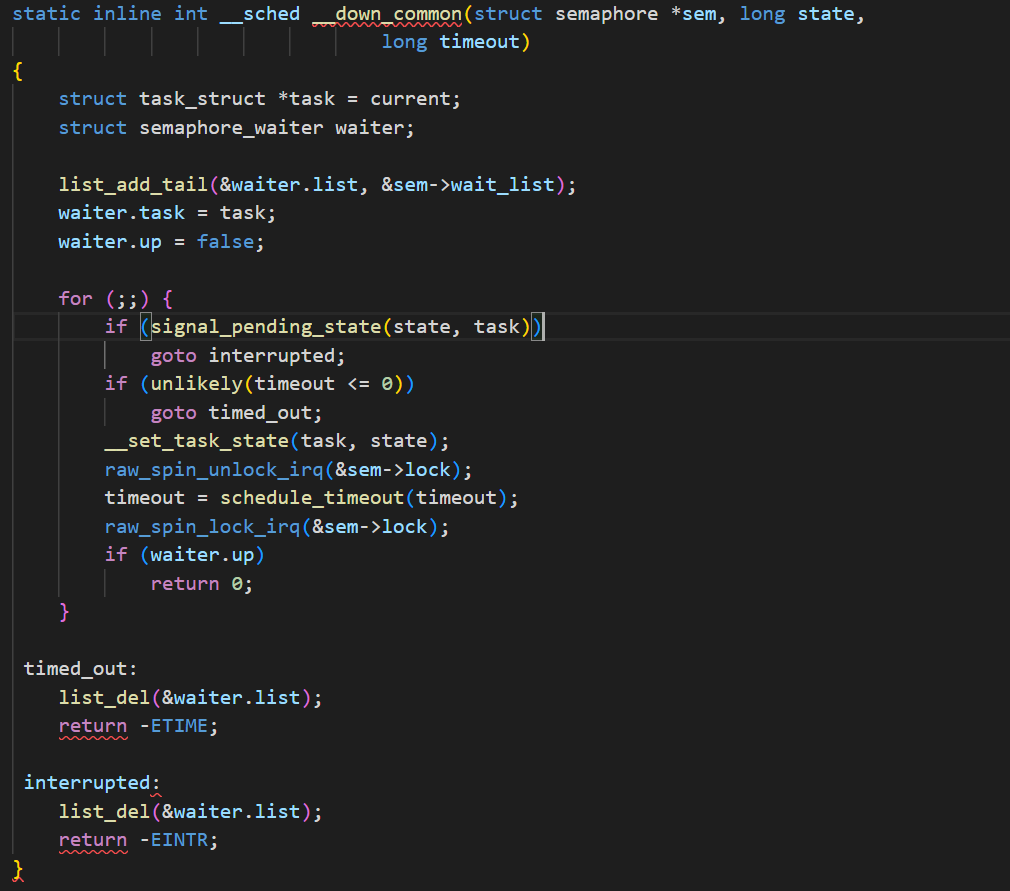 static inline int __sched __down_common(struct semaphore *sem, long state,
                                long timeout)
{
    struct task_struct *task = current;
    struct semaphore_waiter waiter;

    list_add_tail(&waiter.list, &sem->wait_list);
    waiter.task = task;
    waiter.up = false;

    for (;;) {
        if (signal_pending_state(state, task))
            goto interrupted;
        if (unlikely(timeout <= 0))
            goto timed_out;
        __set_task_state(task, state);
        raw_spin_unlock_irq(&sem->lock);
        timeout = schedule_timeout(timeout);
        raw_spin_lock_irq(&sem->lock);
        if (waiter.up)
            return 0;
    }

 timed_out:
    list_del(&waiter.list);
    return -ETIME;

 interrupted:
    list_del(&waiter.list);
    return -EINTR;
}